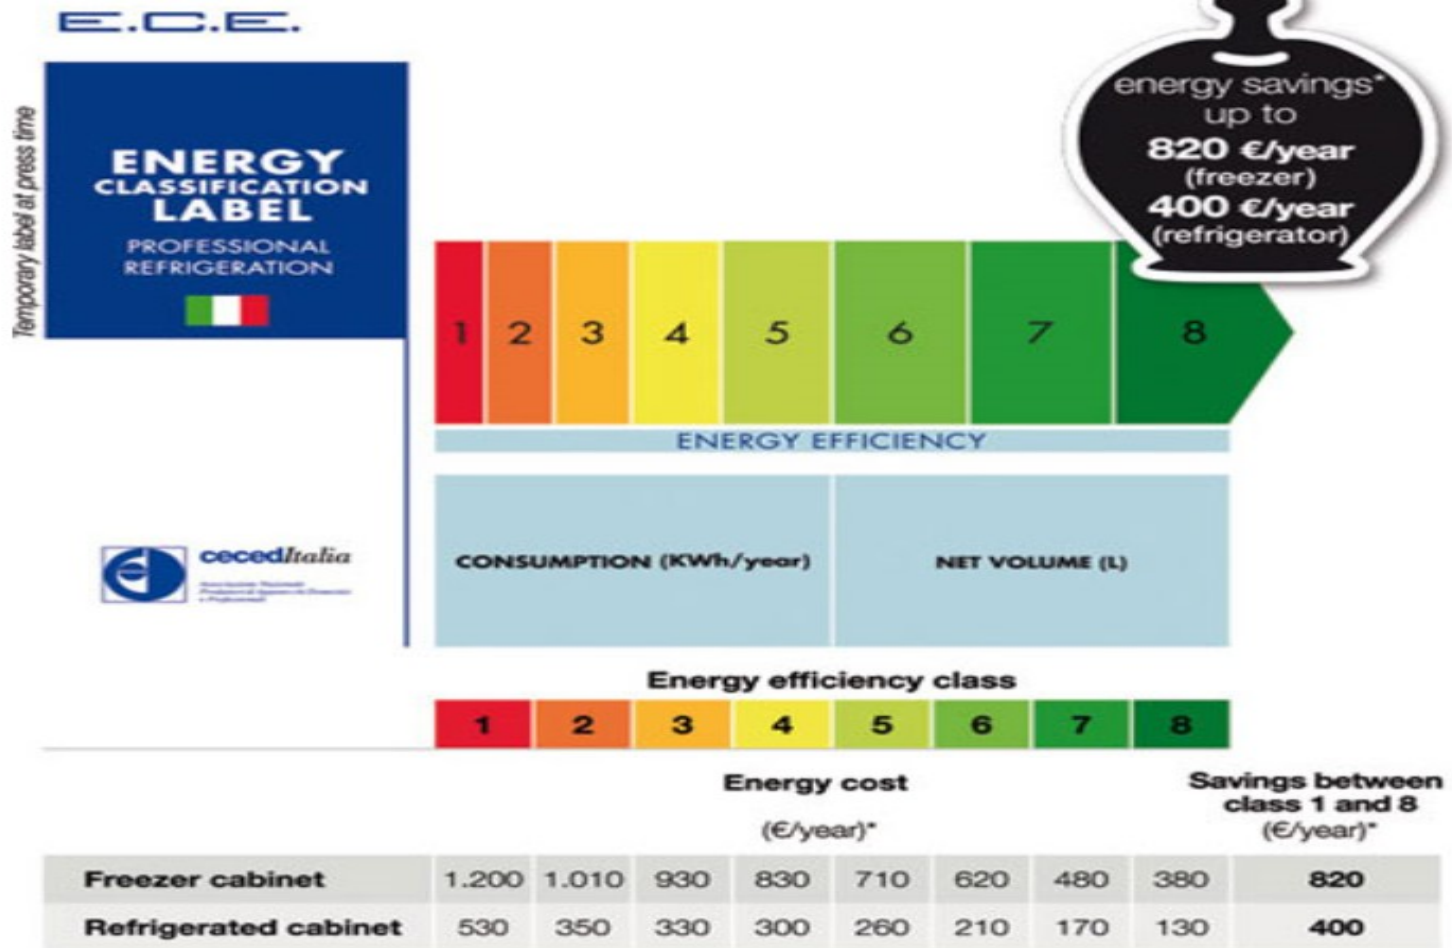 E.C.E.
Temporary label at press time
ENERGY
CLASSIFICATION
LABEL
PROFESSIONAL
REFRIGERATION
energy savings*
up to
820 €/year
(freezer)
400 €/year
(refrigerator)
1 2 3 4 5 6 7 8
ENERGY EFFICIENCY
cecedItalia
CONSUMPTION (KWh/year) NET VOLUME (L)
Energy efficiency class
1 2 3 4 5 6 7 8
Energy cost
(€/year)*
Savings between
class 1 and 8
(€/year)*
Freezer cabinet 1.200 1.010 930 830 710 620 480 380 820
Refrigerated cabinet 530 350 330 300 260 210 170 130 400